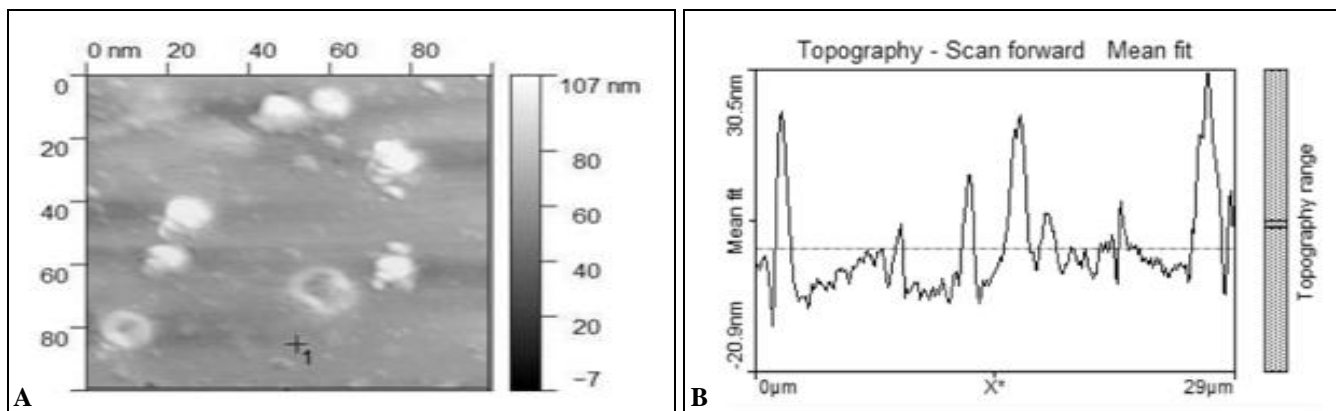 0 nm 20 40 60 80
0
20
40
60
80
107 nm
80
60
40
20
−7
1
A
Topography - Scan forward Mean fit
30.5nm
Mean fit
-20.9nm
0µm X* 29µm
Topography range
B